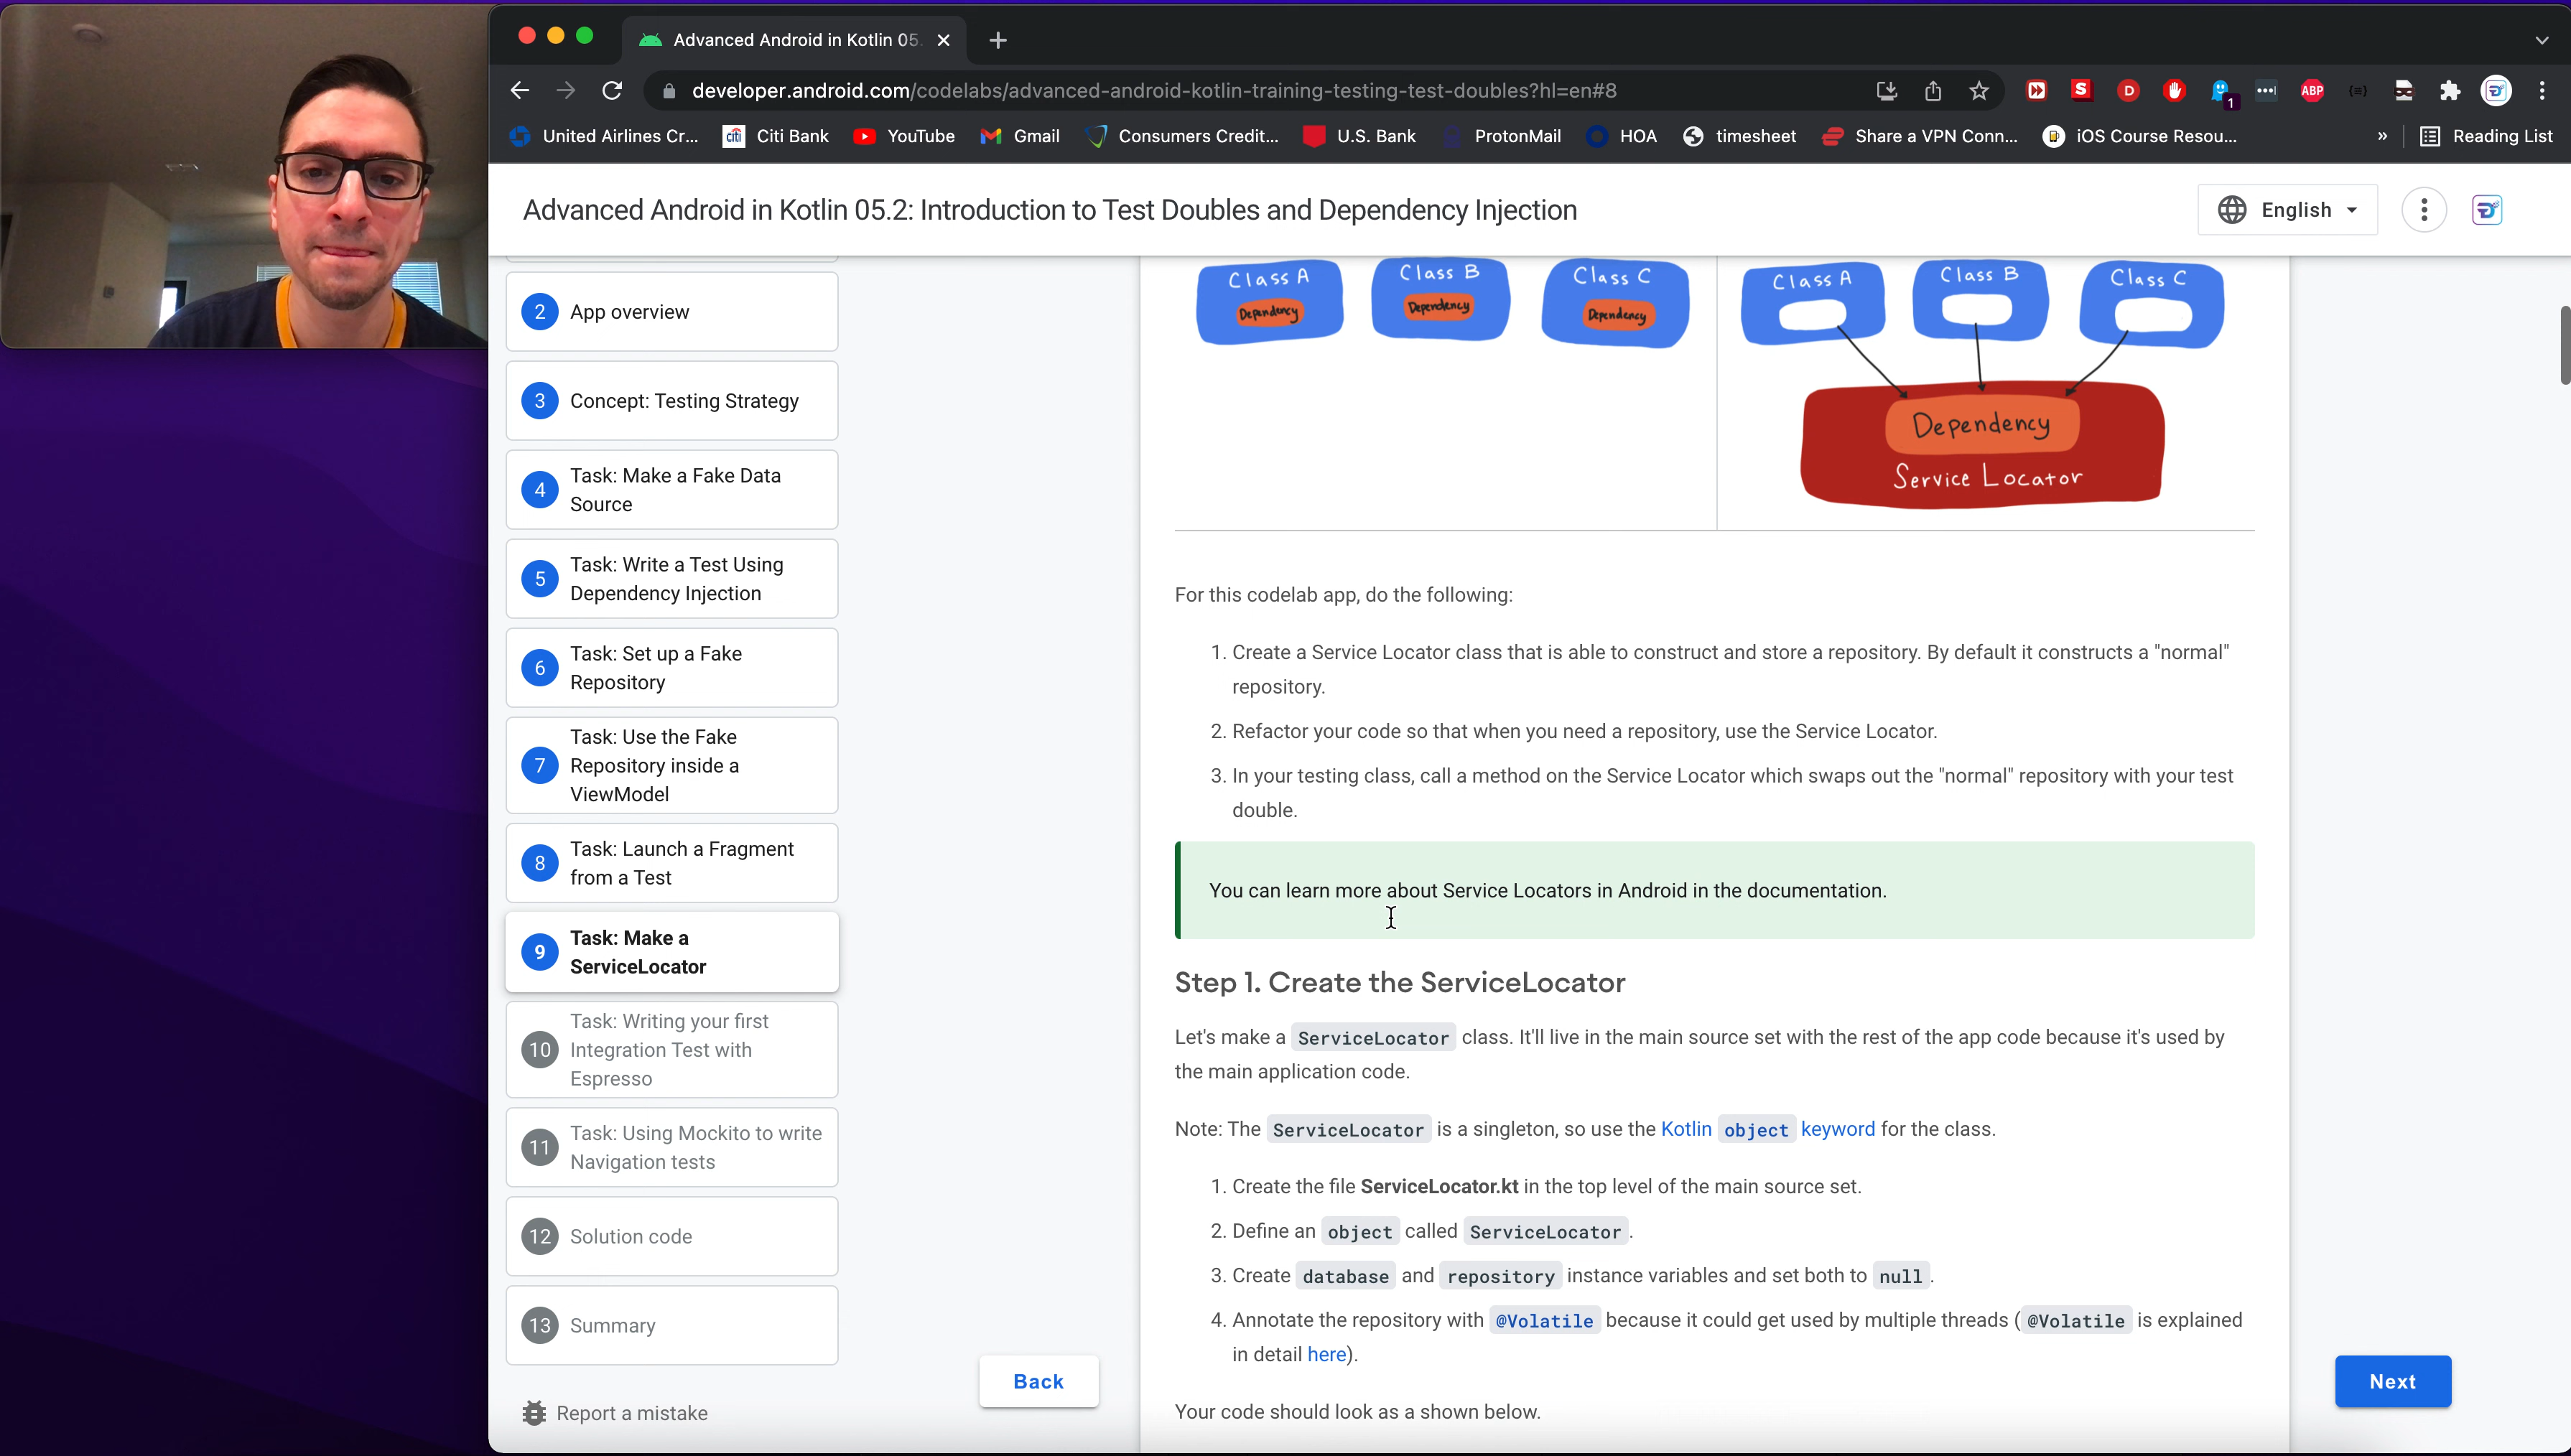 Advanced Android in Kotlin 05.
developer.android.com/codelabs/advanced-android-kotlin-training-testing-test-doubles?hl=en#8
S
D
1
ABP
United Airlines Cr...
citi
Citi Bank
YouTube
Gmail
Consumers Credit...
U.S. Bank
ProtonMail
HOA
timesheet
Share a VPN Conn...
iOS Course Resou...
»
Reading List
Advanced Android in Kotlin 05.2: Introduction to Test Doubles and Dependency Injection
English
2 App overview
3 Concept: Testing Strategy
4 Task: Make a Fake Data
Source
5 Task: Write a Test Using
Dependency Injection
6 Task: Set up a Fake
Repository
7 Task: Use the Fake
Repository inside a
ViewModel
8 Task: Launch a Fragment
from a Test
9 Task: Make a
ServiceLocator
10 Task: Writing your first
Integration Test with
Espresso
11 Task: Using Mockito to write
Navigation tests
12 Solution code
13 Summary
Report a mistake
Class A
Dependency
Class B
Dependency
Class C
Dependency
Class A
Class B
Class C
Dependency
Service Locator
For this codelab app, do the following:
1. Create a Service Locator class that is able to construct and store a repository. By default it constructs a "normal"
repository.
2. Refactor your code so that when you need a repository, use the Service Locator.
3. In your testing class, call a method on the Service Locator which swaps out the "normal" repository with your test
double.
You can learn more about Service Locators in Android in the documentation.
Step 1. Create the ServiceLocator
Let's make a ServiceLocator class. It'll live in the main source set with the rest of the app code because it's used by
the main application code.
Note: The ServiceLocator is a singleton, so use the Kotlin object keyword for the class.
1. Create the file ServiceLocator.kt in the top level of the main source set.
2. Define an object called ServiceLocator.
3. Create database and repository instance variables and set both to null.
4. Annotate the repository with @Volatile because it could get used by multiple threads (@Volatile is explained
in detail here).
Your code should look as a shown below.
Back
Next